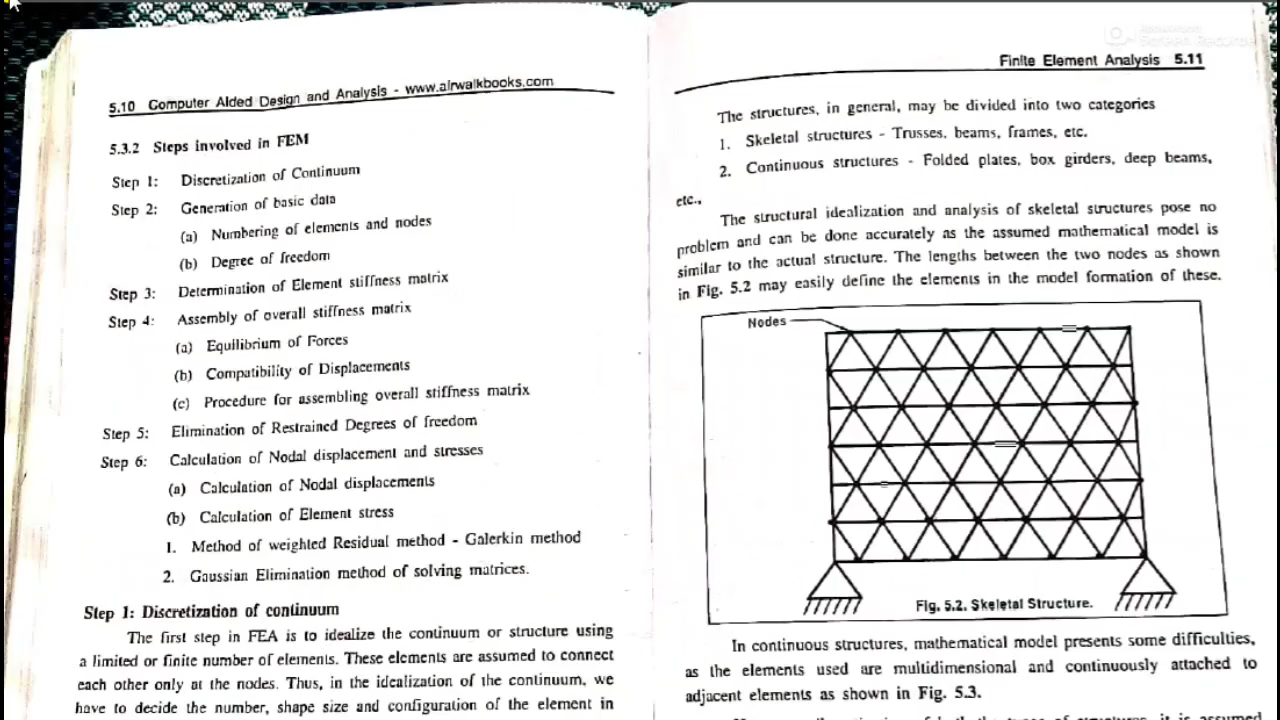 5.10 Computer Aided Design and Analysis - www.airwalkbooks.com
5.3.2 Steps involved in FEM
Step 1: Discretization of Continuum
Step 2: Generation of basic data
(a) Numbering of elements and nodes
(b) Degree of freedom
Step 3: Determination of Element stiffness matrix
Step 4: Assembly of overall stiffness matrix
(a) Equilibrium of Forces
(b) Compatibility of Displacements
(c) Procedure for assembling overall stiffness matrix
Step 5: Elimination of Restrained Degrees of freedom
Step 6: Calculation of Nodal displacement and stresses
(a) Calculation of Nodal displacements
(b) Calculation of Element stress
1. Method of weighted Residual method - Galerkin method
2. Gaussian Elimination method of solving matrices.
Step 1: Discretization of continuum
The first step in FEA is to idealize the continuum or structure using
a limited or finite number of elements. These elements are assumed to connect
each other only at the nodes. Thus, in the idealization of the continuum, we
have to decide the number, shape size and configuration of the element in
Screen Recorder
Finite Element Analysis 5.11
The structures, in general, may be divided into two categories
1. Skeletal structures - Trusses, beams, frames, etc.
2. Continuous structures - Folded plates, box girders, deep beams,
etc.,
The structural idealization and analysis of skeletal structures pose no
problem and can be done accurately as the assumed mathematical model is
similar to the actual structure. The lengths between the two nodes as shown
in Fig. 5.2 may easily define the elements in the model formation of these.
Nodes
Fig. 5.2. Skeletal Structure.
In continuous structures, mathematical model presents some difficulties,
as the elements used are multidimensional and continuously attached to
adjacent elements as shown in Fig. 5.3.